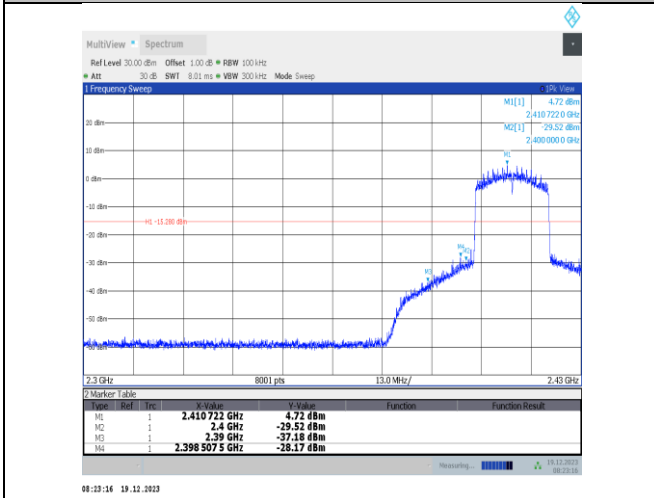 MultiView Spectrum
Ref Level 30.00 dBm Offset 1.00 dB RBW 100 kHz
Att 30 dB SWT 8.01 ms VBW 300 kHz Mode Sweep
1 Frequency Sweep 1Pk View
M1[1] 4.72 dBm
2.410 722 0 GHz
M2[1] -29.52 dBm
2.400 000 0 GHz
20 dBm
10 dBm
M1
0 dBm
-10 dBm
H1 -15.280 dBm
-20 dBm
M4
M2
-30 dBm
M3
-40 dBm
-50 dBm
-60 dBm
2.3 GHz 8001 pts 13.0 MHz/ 2.43 GHz
2 Marker Table
Type Ref Trc X-Value Y-Value Function Function Result
M1 1 2.410 722 GHz 4.72 dBm
M2 1 2.4 GHz -29.52 dBm
M3 1 2.39 GHz -37.18 dBm
M4 1 2.398 507 5 GHz -28.17 dBm
Measuring... 19.12.2023
08:23:16
08:23:16 19.12.2023